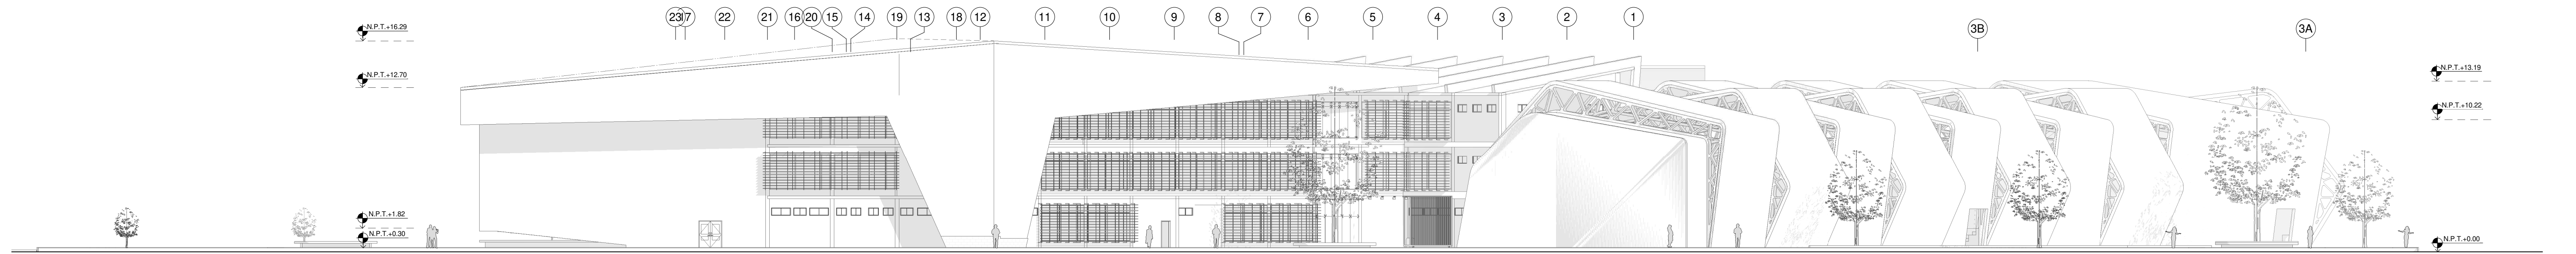 23 17 22 21 16 20 15 14 19 13 18 12 11 10 9 8 7 6 5 4 3 2 1
3B 3A
N.P.T.+16.29
N.P.T.+12.70
N.P.T.+13.19
N.P.T.+10.22
N.P.T.+1.82
N.P.T.+0.30
N.P.T.+0.00